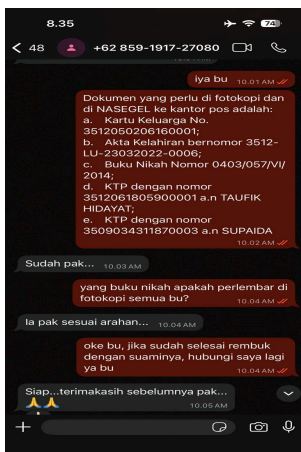 8.35
74
48
+62 859-1917-27080
iya bu 10.01 AM
Dokumen yang perlu di fotokopi dan
di NASEGEL ke kantor pos adalah:
a. Kartu Keluarga No.
3512050206160001;
b. Akta Kelahiran bernomor 3512-
LU-23032022-0006;
c. Buku Nikah Nomor 0403/057/VI/
2014;
d. KTP dengan nomor
3512061805900001 a.n TAUFIK
HIDAYAT;
e. KTP dengan nomor
3509034311870003 a.n SUPAIDA
10.02 AM
Sudah pak... 10.03 AM
yang buku nikah apakah perlembar di
fotokopi semua bu? 10.04 AM
Ia pak sesuai arahan... 10.04 AM
oke bu, jika sudah selesai rembuk
dengan suaminya, hubungi saya lagi
ya bu 10.04 AM
Siap...terimakasih sebelumnya pak...
🙏🙏 10.05 AM